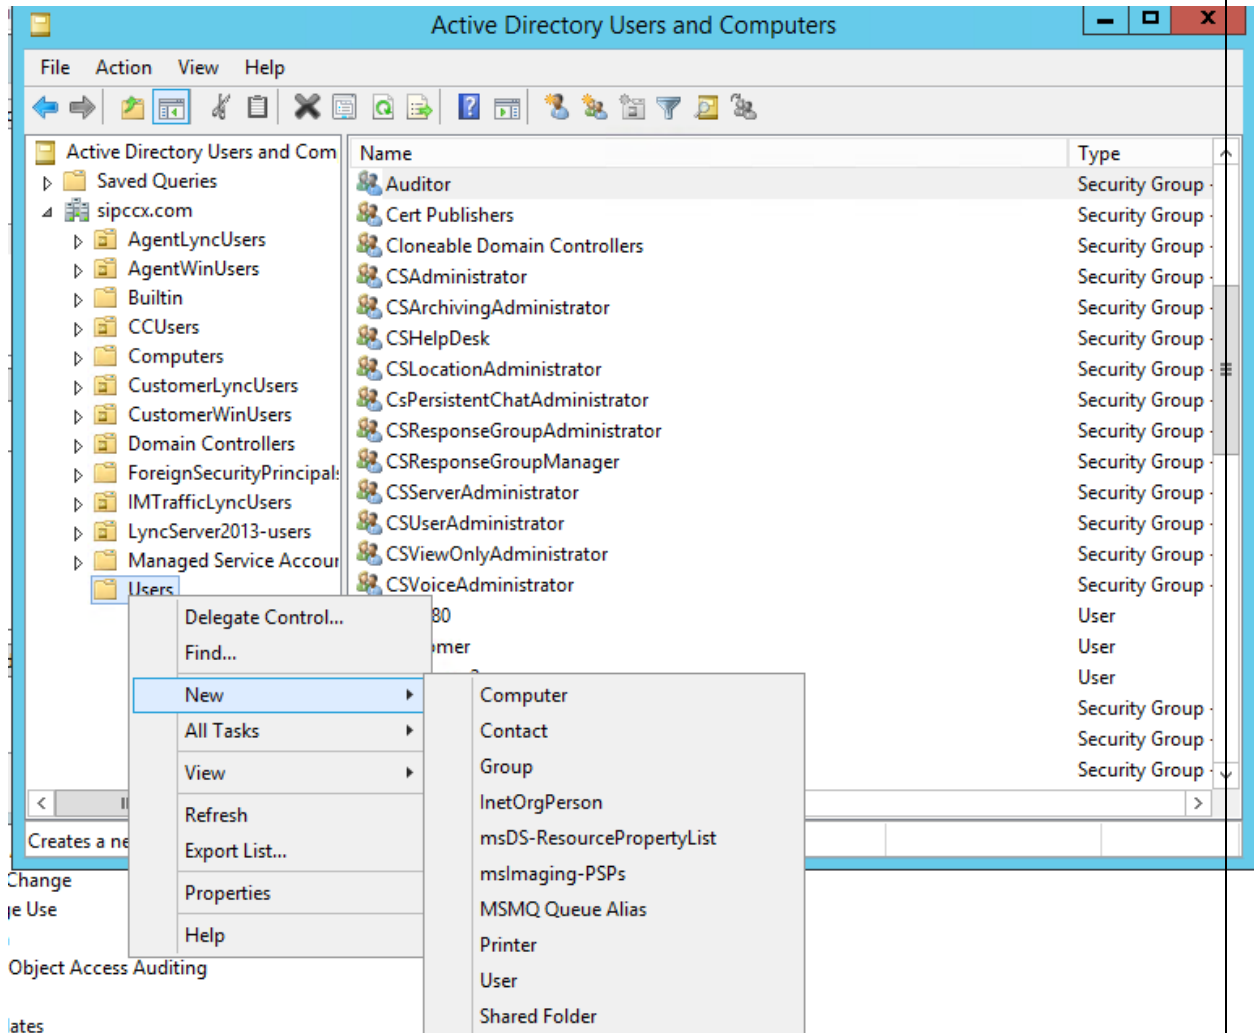 Active Directory Users and Computers
File Action View Help
Active Directory Users and Com
Saved Queries
sipccx.com
AgentLyncUsers
AgentWinUsers
Builtin
CCUsers
Computers
CustomerLyncUsers
CustomerWinUsers
Domain Controllers
ForeignSecurityPrincipals
IMTrafficLyncUsers
LyncServer2013-users
Managed Service Accour
Users
Name Type
Auditor Security Group -
Cert Publishers Security Group -
Cloneable Domain Controllers Security Group -
CSAdministrator Security Group -
CSArchivingAdministrator Security Group -
CSHelpDesk Security Group -
CSLocationAdministrator Security Group -
CsPersistentChatAdministrator Security Group -
CSResponseGroupAdministrator Security Group -
CSResponseGroupManager Security Group -
CSServerAdministrator Security Group -
CSUserAdministrator Security Group -
CSViewOnlyAdministrator Security Group -
CSVoiceAdministrator Security Group -
80 User
omer User
User
Security Group -
Security Group -
Security Group -
Delegate Control...
Find...
New
All Tasks
View
Refresh
Export List...
Properties
Help
Computer
Contact
Group
InetOrgPerson
msDS-ResourcePropertyList
msImaging-PSPs
MSMQ Queue Alias
Printer
User
Shared Folder
Creates a ne
Change
ge Use
Object Access Auditing
lates